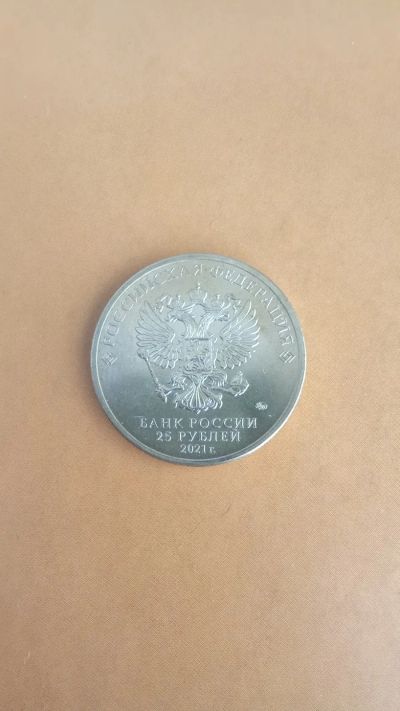 РОССИЙСКАЯ ФЕДЕРАЦИЯ
БАНК РОССИИ
25 РУБЛЕЙ
2021 г.